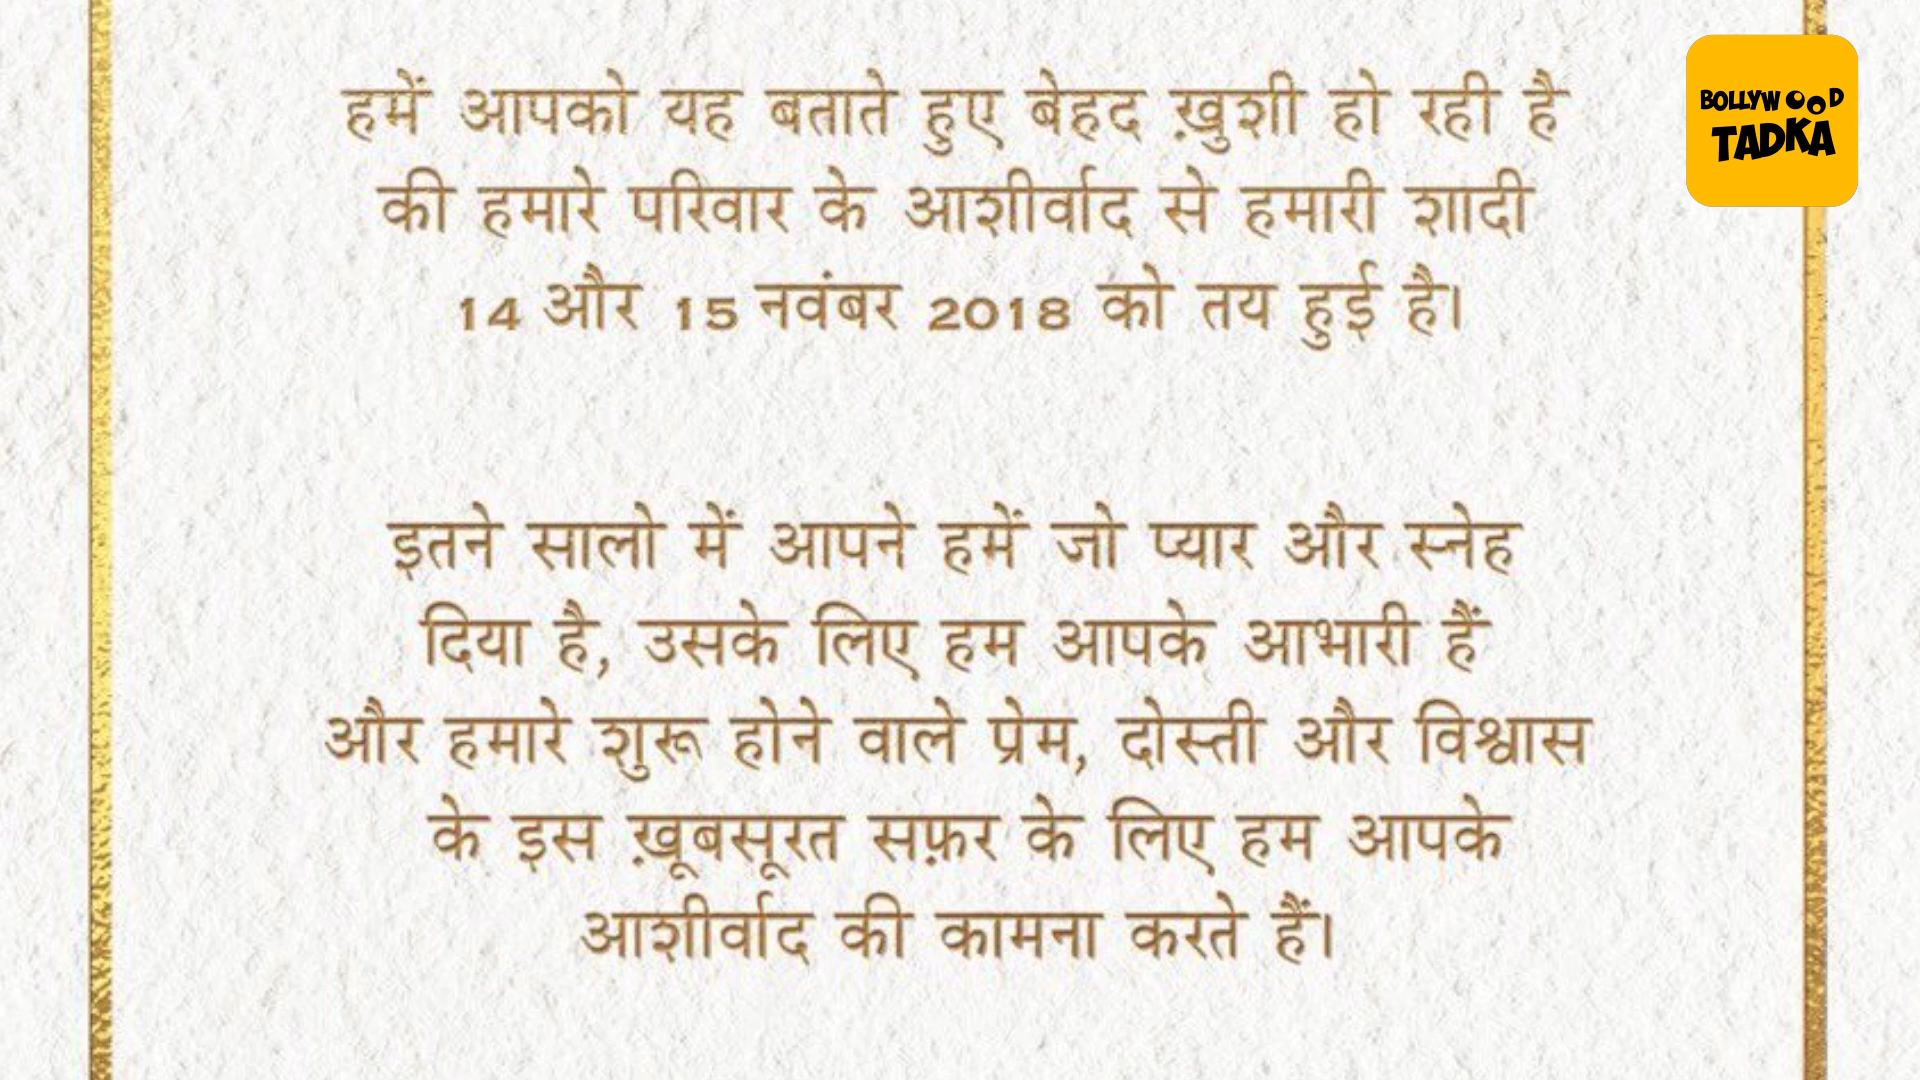 हमें आपको यह बताते हुए बेहद ख़ुशी हो रही है
की हमारे परिवार के आशीर्वाद से हमारी शादी
14 और 15 नवंबर 2018 को तय हुई है।
इतने सालो में आपने हमें जो प्यार और स्नेह
दिया है, उसके लिए हम आपके आभारी हैं
और हमारे शुरू होने वाले प्रेम, दोस्ती और विश्वास
के इस ख़ूबसूरत सफ़र के लिए हम आपके
आशीर्वाद की कामना करते हैं।
BOLLYWOOD
TADKA